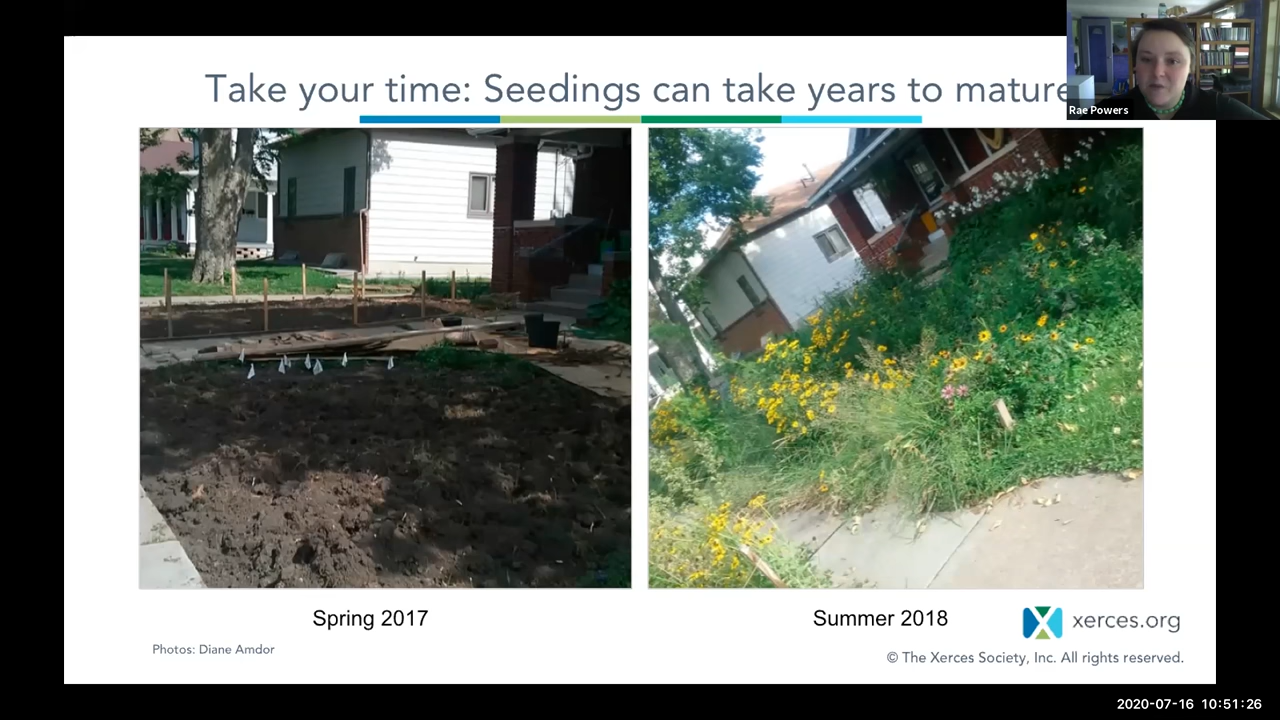 Take your time: Seedings can take years to mature
Rae Powers
Spring 2017
Summer 2018
xerces.org
Photos: Diane Amdor
© The Xerces Society, Inc. All rights reserved.
2020-07-16 10:51:26